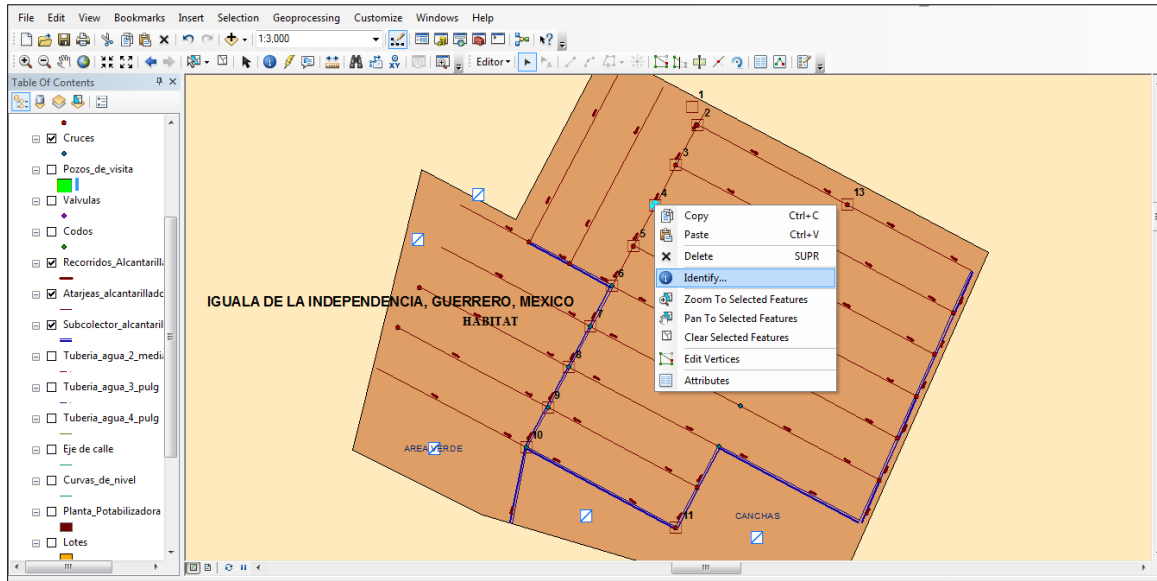 File Edit View Bookmarks Insert Selection Geoprocessing Customize Windows Help
1:3,000
Editor
Table Of Contents
Cruces
Pozos_de_visita
Valvulas
Codos
Recorridos_Alcantarill
Atarjeas_alcantarilladc
Subcolector_alcantaril
Tuberia_agua_2_medi
Tuberia_agua_3_pulg
Tuberia_agua_4_pulg
Eje de calle
Curvas_de_nivel
Planta_Potabilizadora
Lotes
1
2
3
13
4
5
6
Copy Ctrl+C
Paste Ctrl+V
Delete SUPR
Identify...
Zoom To Selected Features
Pan To Selected Features
Clear Selected Features
Edit Vertices
Attributes
IGUALA DE LA INDEPENDENCIA, GUERRERO, MEXICO
HABITAT
7
8
9
10
AREA VERDE
11
CANCHAS